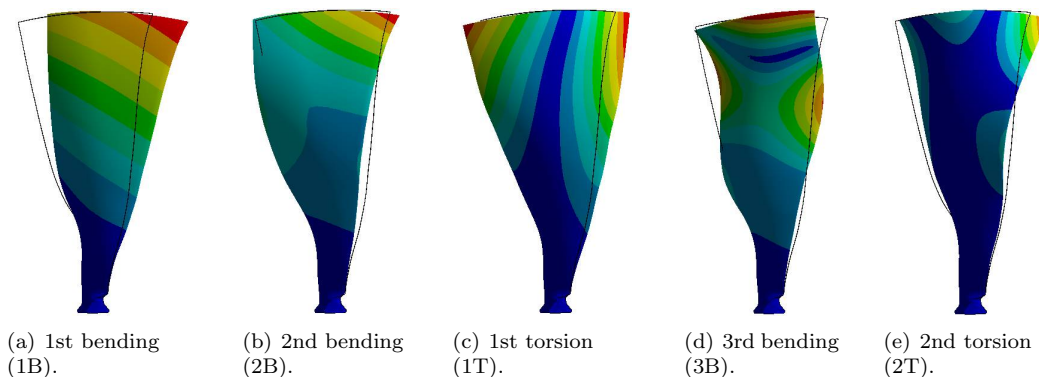 (a) 1st bending
(1B).
(b) 2nd bending
(2B).
(c) 1st torsion
(1T).
(d) 3rd bending
(3B).
(e) 2nd torsion
(2T).